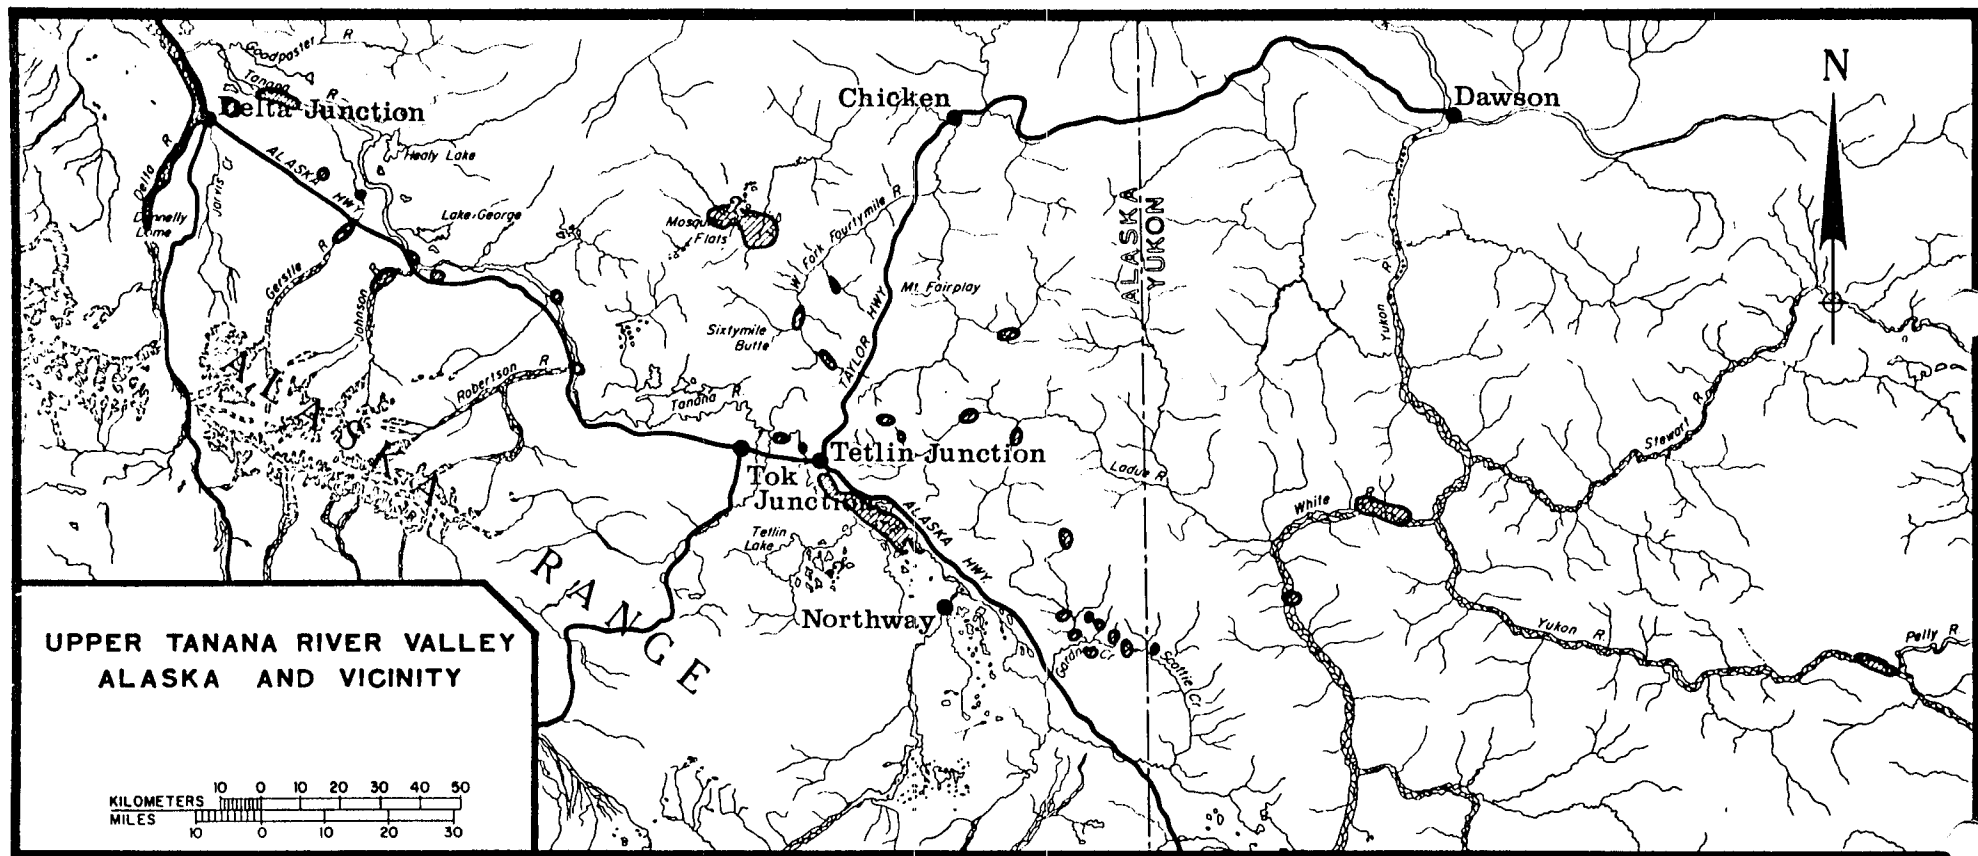 Goodpaster R
Tanana
R
Delta Junction
Chicken
Dawson
N
Delta R
Jarvis Cr
ALASKA
HWY
Healy Lake
Donnelly
Dome
Lake George
Gerstle R
Johnson R
Robertson R
Mosquito
Flats
W. Fork Fourtymile R
Mt. Fairplay
Sixtymile
Butte
TAYLOR HWY
ALASKA
YUKON
Yukon R
Stewart R
ALASKA
RANGE
Tanana R
Tok
Junction
Tetlin Junction
Tetlin
Lake
ALASKA HWY
Northway
Ladue R
White R
Gardner Cr
Scottie Cr
Yukon R
Pelly R
UPPER TANANA RIVER VALLEY
ALASKA AND VICINITY
10 0 10 20 30 40 50
KILOMETERS
MILES
10 0 10 20 30